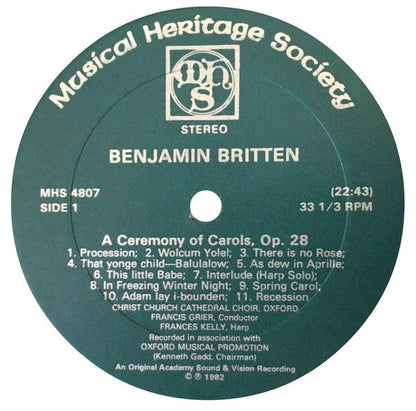 Musical Heritage Society
MHS
STEREO
BENJAMIN BRITTEN
MHS 4807
(22:43)
SIDE 1
33 1/3 RPM
A Ceremony of Carols, Op. 28
1. Procession; 2. Wolcum Yole!; 3. There is no Rose;
4. That yonge child—Balulalow; 5. As dew in Aprille;
6. This little Babe; 7. Interlude (Harp Solo);
8. In Freezing Winter Night; 9. Spring Carol;
10. Adam lay i-bounden; 11. Recession
CHRIST CHURCH CATHEDRAL CHOIR, OXFORD
FRANCIS GRIER, Conductor
FRANCES KELLY, Harp
Recorded in association with
OXFORD MUSICAL PROMOTION
(Kenneth Gadd, Chairman)
An Original Academy Sound & Vision Recording
© ℗ 1982